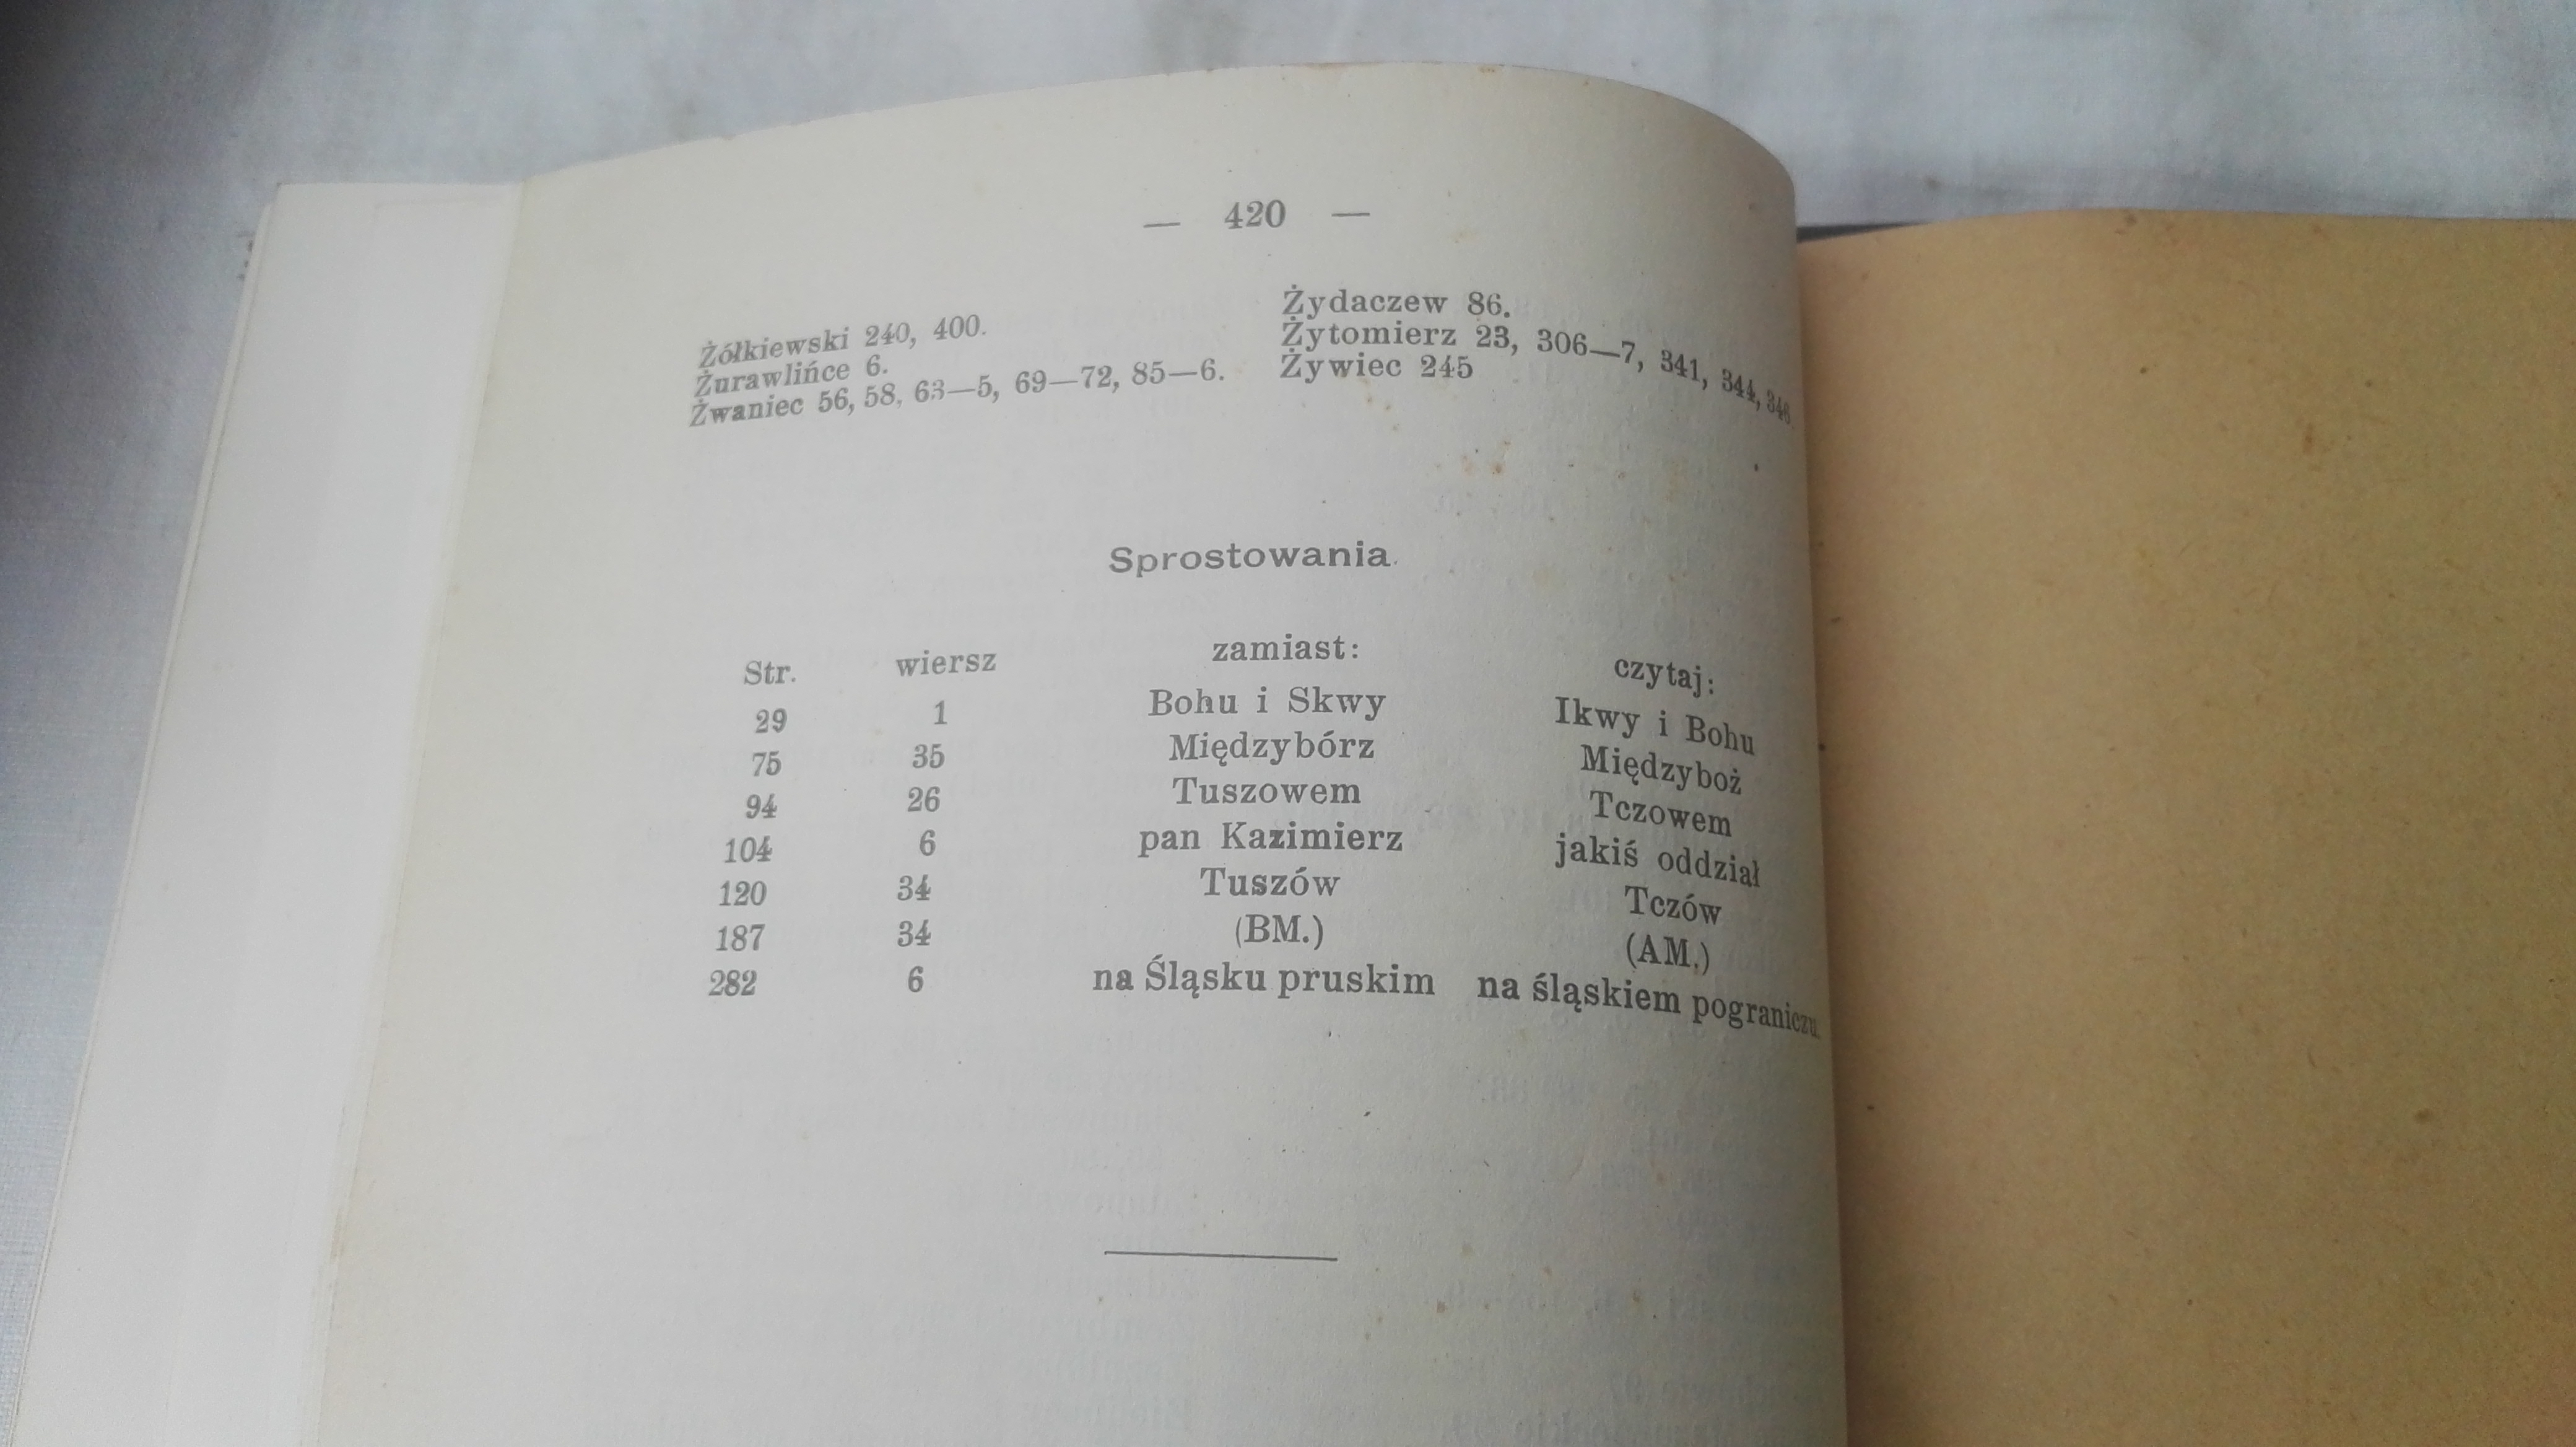 — 420 —
Żółkiewski 240, 400.
Żurawlińce 6.
Żwaniec 56, 58, 63—5, 69—72, 85—6.
Żydaczew 86.
Żytomierz 23, 306—7, 341, 344, 346.
Żywiec 245
Sprostowania.
Str. wiersz zamiast: czytaj:
29 1 Bohu i Skwy Ikwy i Bohu
75 35 Międzybórz Międzyboż
94 26 Tuszowem Tczowem
104 6 pan Kazimierz jakiś oddział
120 34 Tuszów Tczów
187 34 (BM.) (AM.)
282 6 na Śląsku pruskim na śląskiem pograniczu.